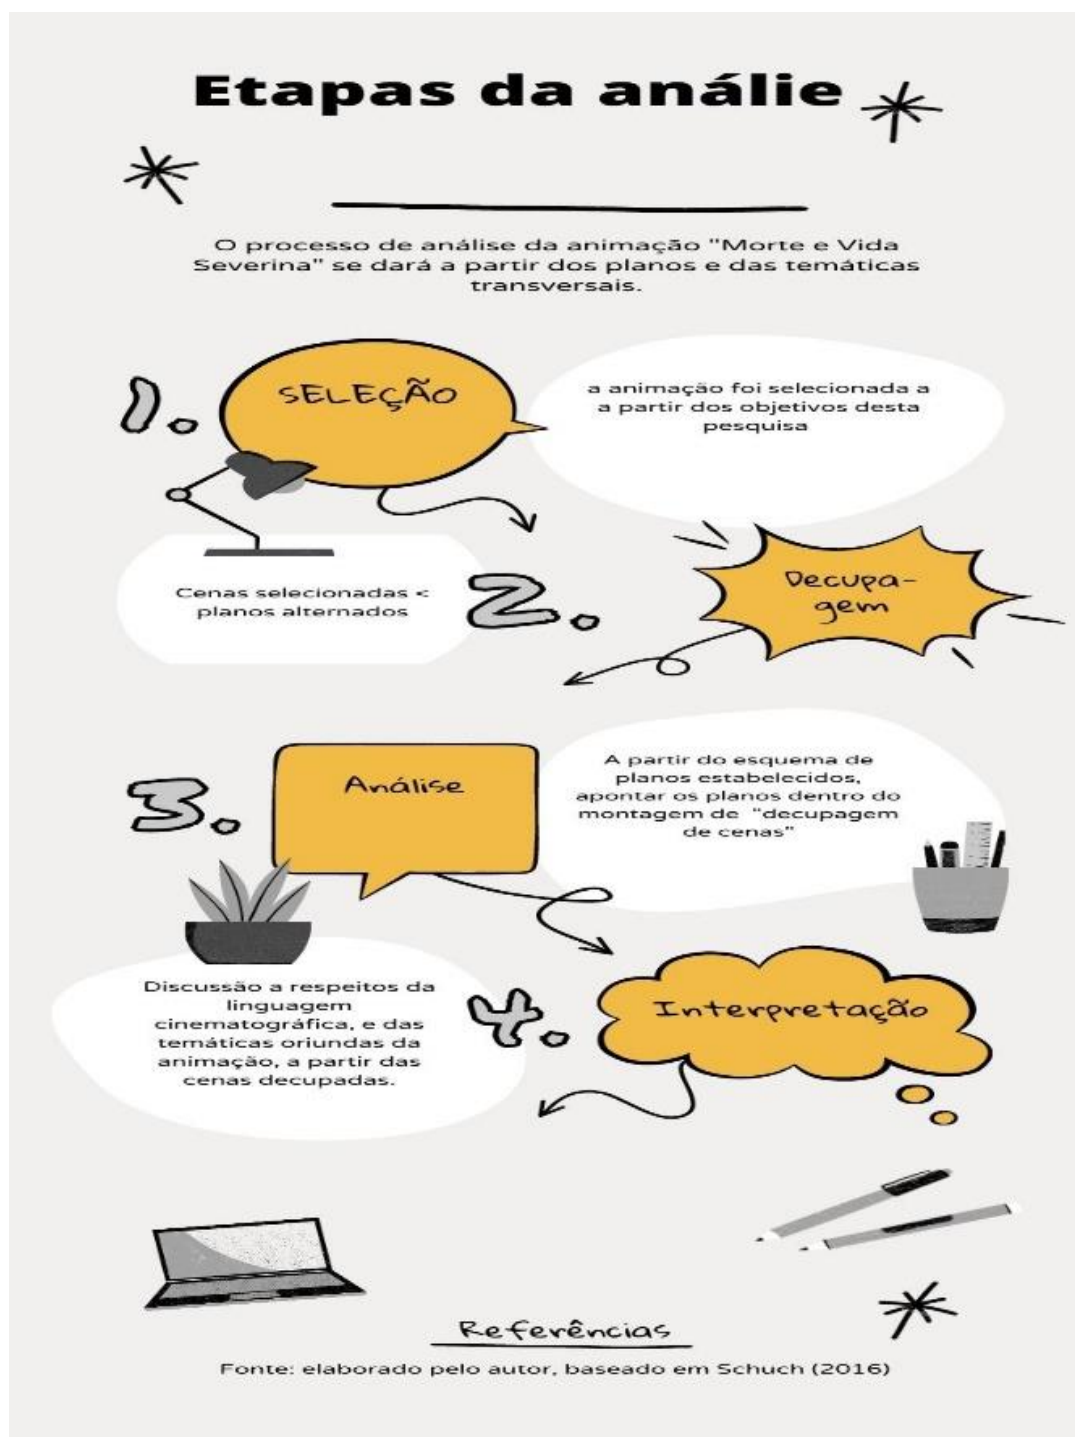 Etapas da análie
O processo de análise da animação "Morte e Vida
Severina" se dará a partir dos planos e das temáticas
transversais.
1.
SELEÇÃO
a animação foi selecionada a
a partir dos objetivos desta
pesquisa
Cenas selecionadas <
planos alternados
2.
Decupa-
gem
3.
Análise
A partir do esquema de
planos estabelecidos,
apontar os planos dentro do
montagem de "decupagem
de cenas"
Discussão a respeitos da
linguagem
cinematográfica, e das
temáticas oriundas da
animação, a partir das
cenas decupadas.
4.
Interpretação
Referências
Fonte: elaborado pelo autor, baseado em Schuch (2016)